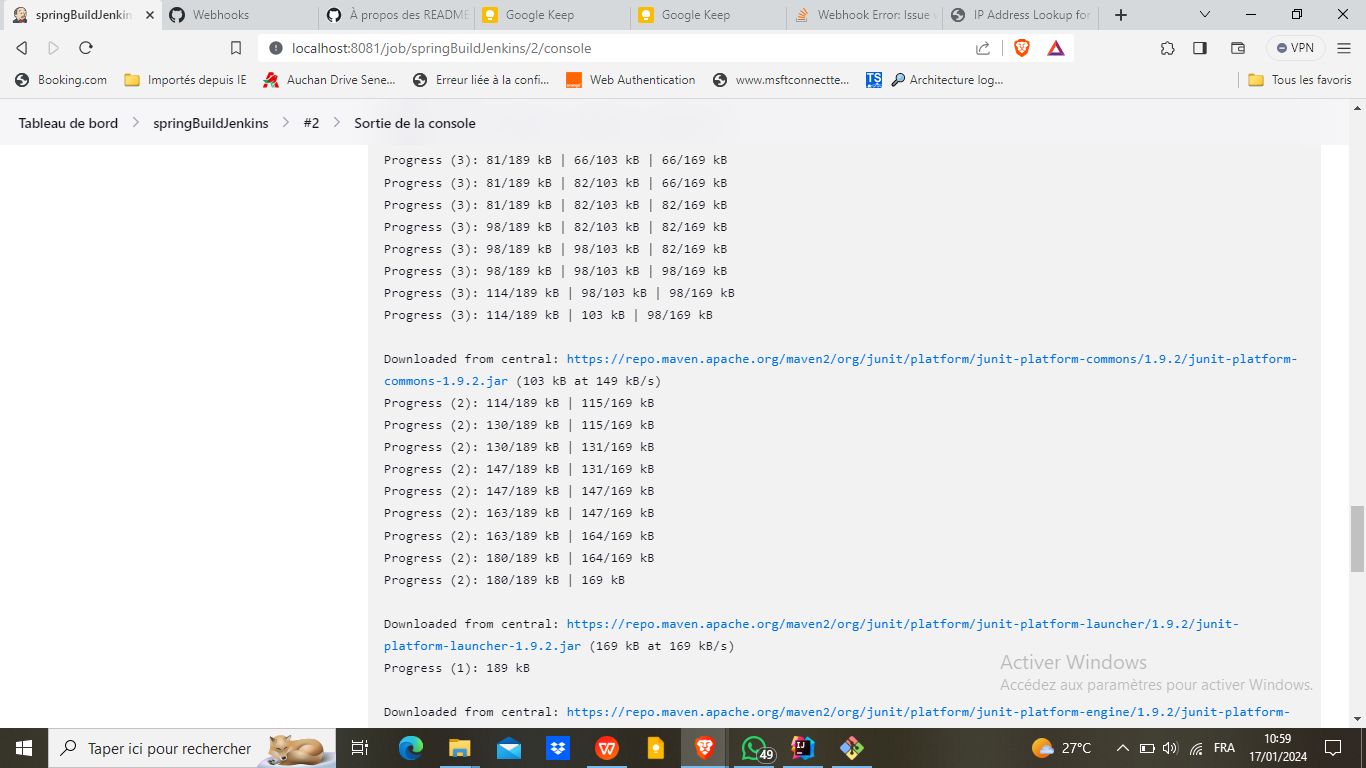 springBuildJenkin
Webhooks
À propos des README
Google Keep
Google Keep
Webhook Error: Issue
IP Address Lookup for
localhost:8081/job/springBuildJenkins/2/console
VPN
Booking.com
Importés depuis IE
Auchan Drive Sene...
Erreur liée à la confi...
Web Authentication
www.msftconnectte...
TS
Architecture log...
Tous les favoris
Tableau de bord
springBuildJenkins
#2
Sortie de la console
Progress (3): 81/189 kB | 66/103 kB | 66/169 kB
Progress (3): 81/189 kB | 82/103 kB | 66/169 kB
Progress (3): 81/189 kB | 82/103 kB | 82/169 kB
Progress (3): 98/189 kB | 82/103 kB | 82/169 kB
Progress (3): 98/189 kB | 98/103 kB | 82/169 kB
Progress (3): 98/189 kB | 98/103 kB | 98/169 kB
Progress (3): 114/189 kB | 98/103 kB | 98/169 kB
Progress (3): 114/189 kB | 103 kB | 98/169 kB
Downloaded from central: https://repo.maven.apache.org/maven2/org/junit/platform/junit-platform-commons/1.9.2/junit-platform-
commons-1.9.2.jar (103 kB at 149 kB/s)
Progress (2): 114/189 kB | 115/169 kB
Progress (2): 130/189 kB | 115/169 kB
Progress (2): 130/189 kB | 131/169 kB
Progress (2): 147/189 kB | 131/169 kB
Progress (2): 147/189 kB | 147/169 kB
Progress (2): 163/189 kB | 147/169 kB
Progress (2): 163/189 kB | 164/169 kB
Progress (2): 180/189 kB | 164/169 kB
Progress (2): 180/189 kB | 169 kB
Downloaded from central: https://repo.maven.apache.org/maven2/org/junit/platform/junit-platform-launcher/1.9.2/junit-
platform-launcher-1.9.2.jar (169 kB at 169 kB/s)
Progress (1): 189 kB
Activer Windows
Accédez aux paramètres pour activer Windows.
Downloaded from central: https://repo.maven.apache.org/maven2/org/junit/platform/junit-platform-engine/1.9.2/junit-platform-
Taper ici pour rechercher
49
27°C
FRA
10:59
17/01/2024